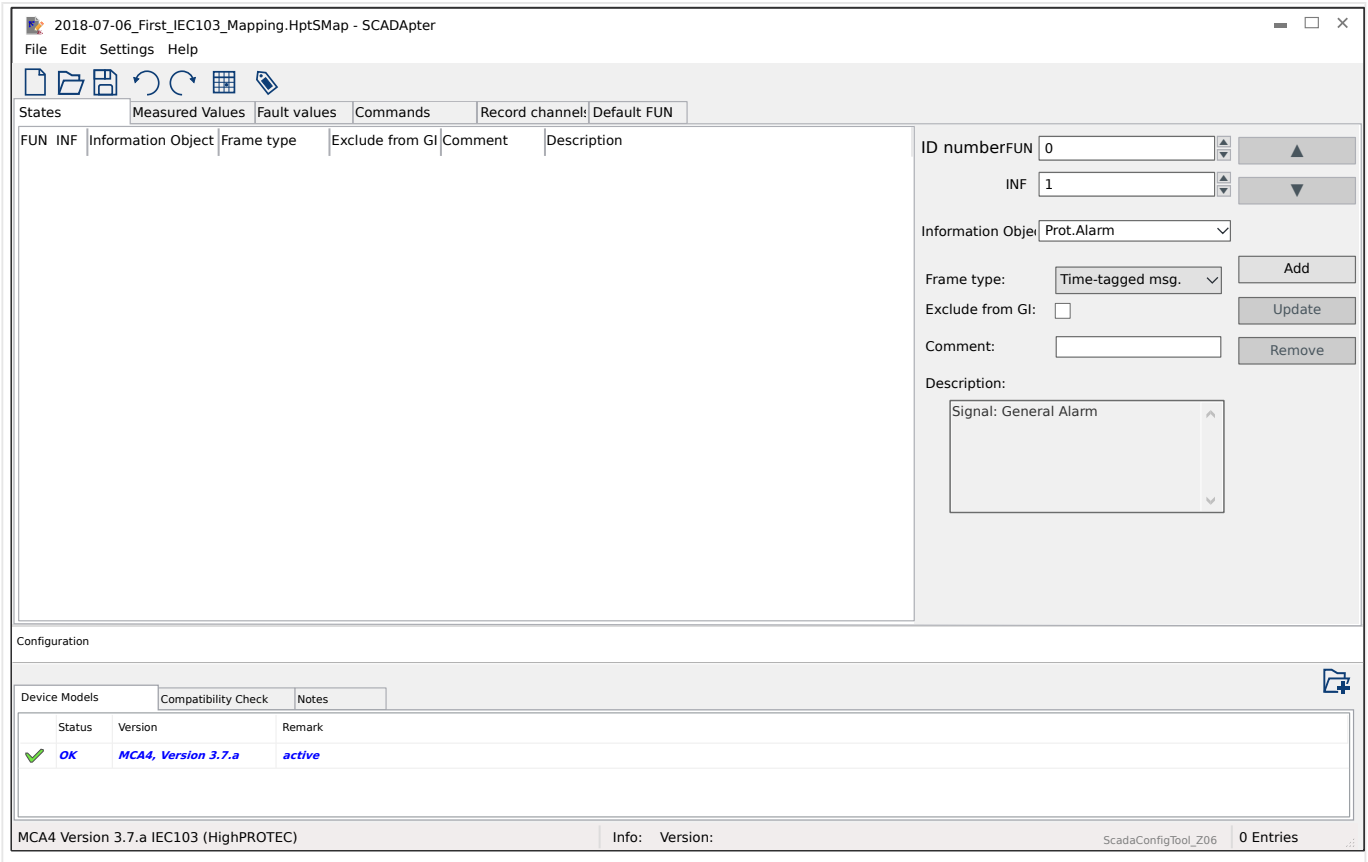 2018-07-06_First_IEC103_Mapping.HptSMap - SCADApter
File Edit Settings Help
States Measured Values Fault values Commands Record channels Default FUN
FUN INF Information Object Frame type Exclude from GI Comment Description
ID number FUN 0
INF 1
Information Obje Prot.Alarm
Frame type: Time-tagged msg.
Add
Exclude from GI:
Update
Comment:
Remove
Description:
Signal: General Alarm
Configuration
Device Models Compatibility Check Notes
Status Version Remark
OK MCA4, Version 3.7.a active
MCA4 Version 3.7.a IEC103 (HighPROTEC) Info: Version: ScadaConfigTool_Z06 0 Entries